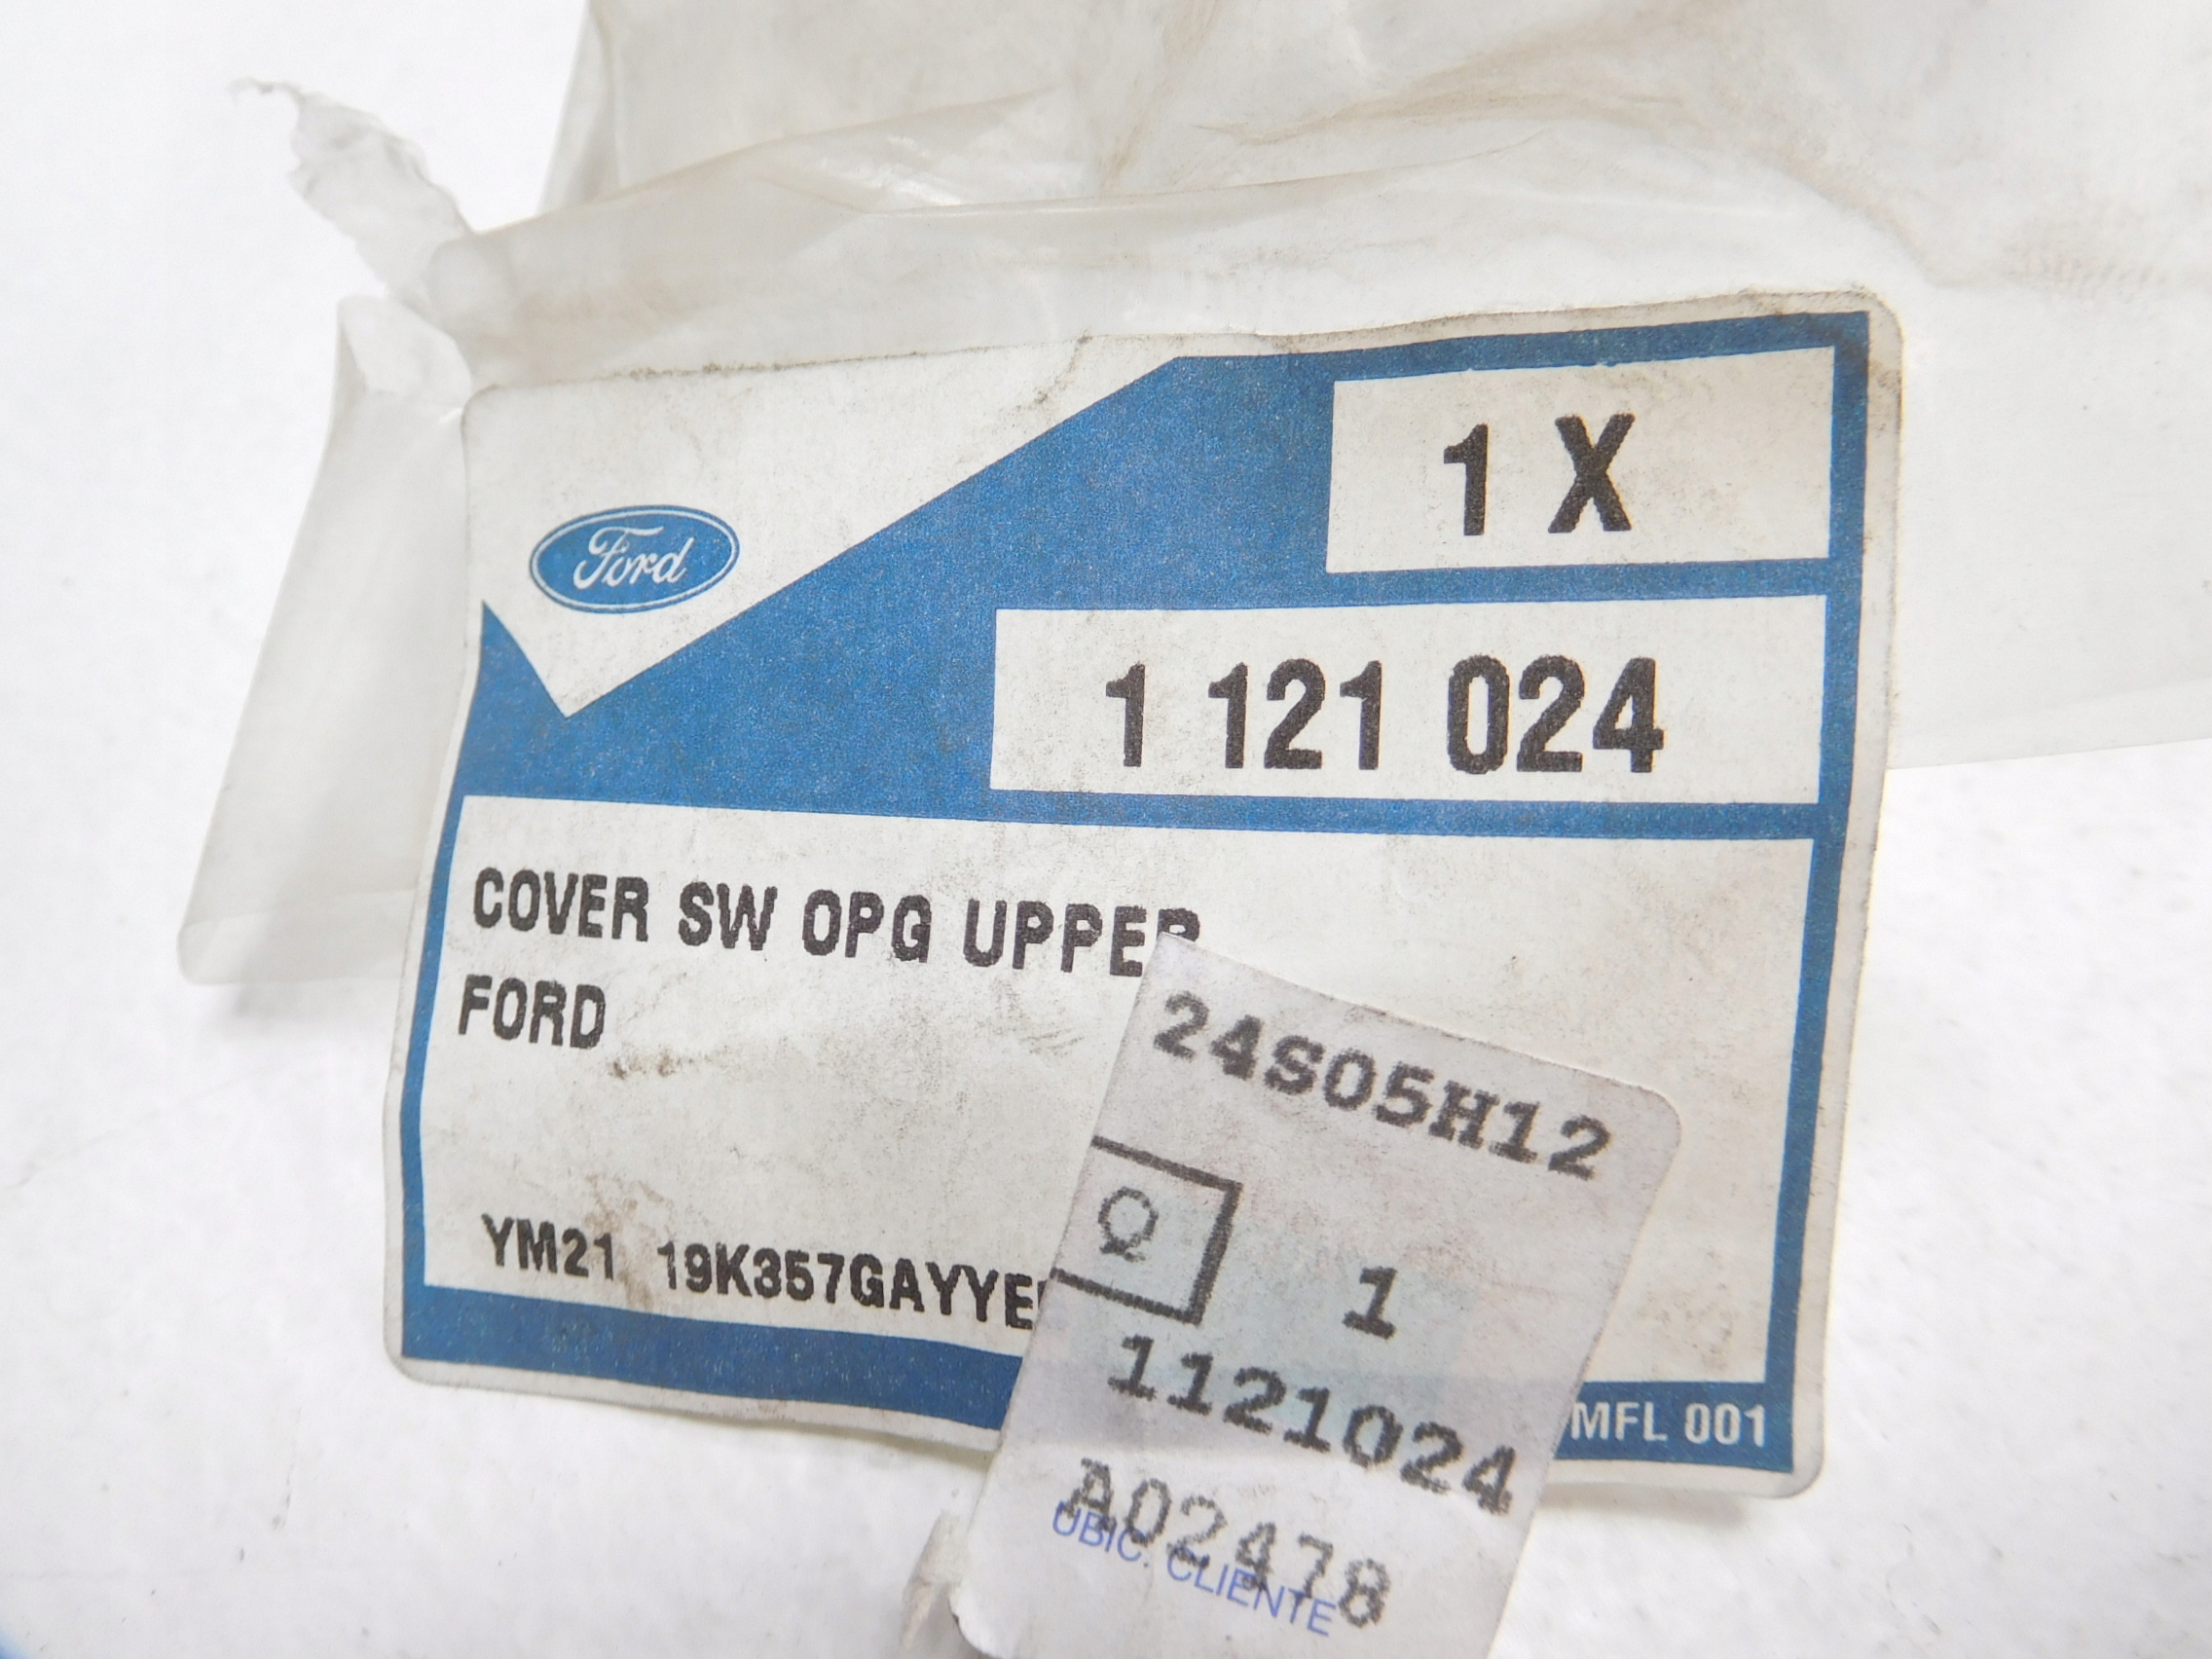 Ford
1 X
1 121 024
COVER SW OPG UPPER
FORD
YM21 19K357GAYYE
MFL 001
24S05H12
Q
1
1121024
A02478
UBIC. CLIENTE